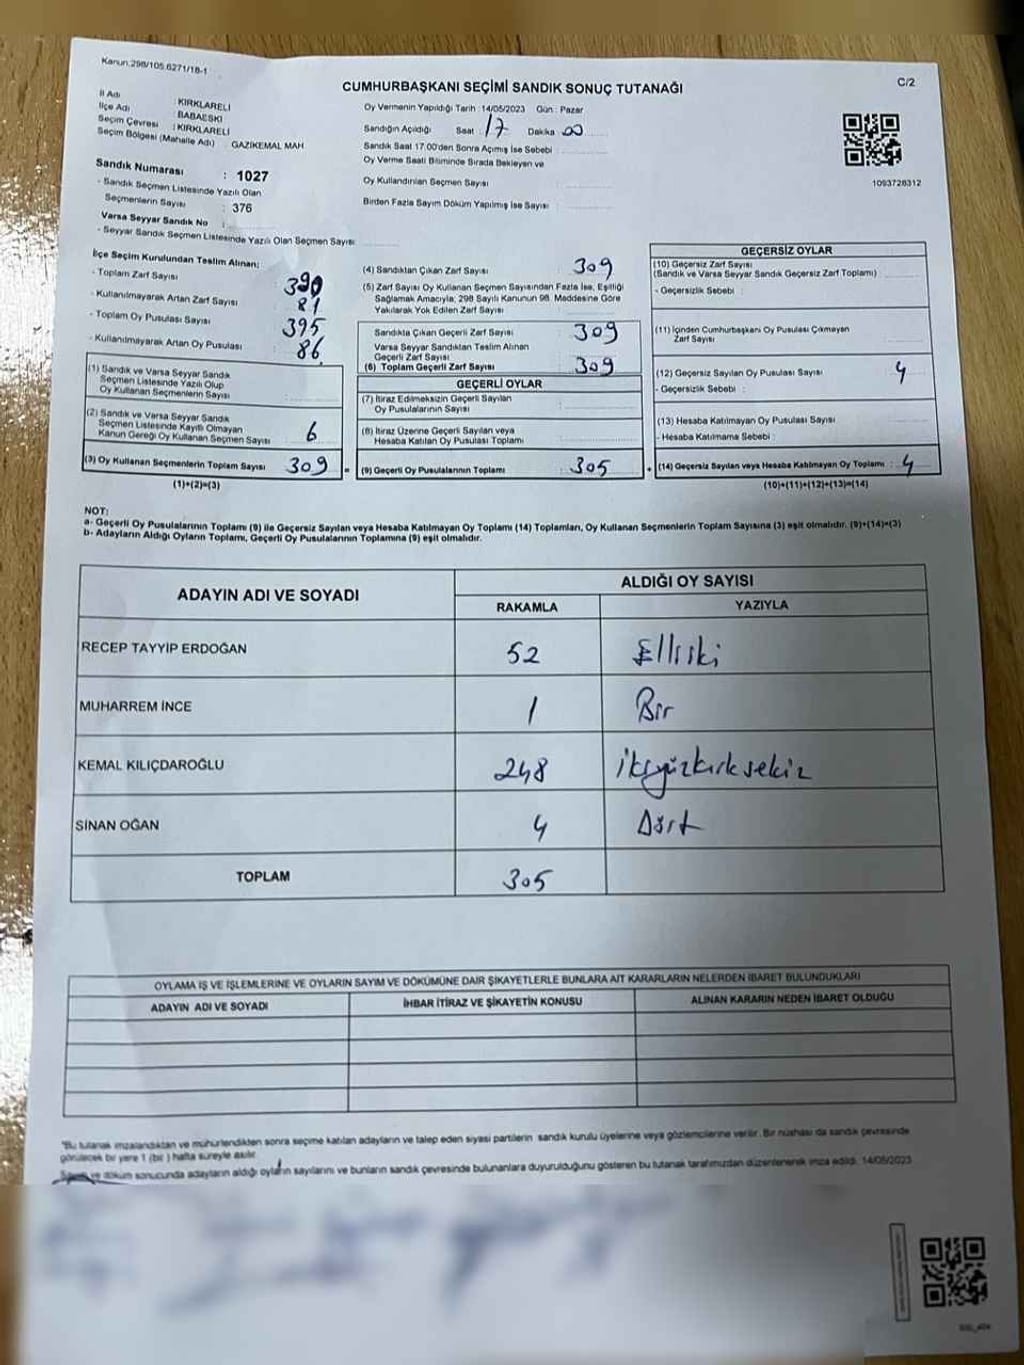 Kanun:298/105.6271/18-1
CUMHURBAŞKANI SEÇİMİ SANDIK SONUÇ TUTANAĞI
C/2
İl Adı : KIRKLARELİ
İlçe Adı : BABAESKİ
Seçim Çevresi : KIRKLARELİ
Seçim Bölgesi (Mahalle Adı) : GAZİKEMAL MAH
Sandık Numarası : 1027
- Sandık Seçmen Listesinde Yazılı Olan
Seçmenlerin Sayısı : 376
Varsa Seyyar Sandık No :
- Seyyar Sandık Seçmen Listesinde Yazılı Olan Seçmen Sayısı
Oy Vermenin Yapıldığı Tarih : 14/05/2023 Gün : Pazar
Sandığın Açıldığı Saat 17 Dakika 00
Sandık Saat 17.00'den Sonra Açılmış İse Sebebi :
Oy Verme Saati Bitiminde Sırada Bekleyen ve
Oy Kullandırılan Seçmen Sayısı
Birden Fazla Sayım Döküm Yapılmış İse Sayısı
1093728312
İlçe Seçim Kurulundan Teslim Alınan;
- Toplam Zarf Sayısı 390
- Kullanılmayarak Artan Zarf Sayısı 81
- Toplam Oy Pusulası Sayısı 395
- Kullanılmayarak Artan Oy Pusulası 86
(1) Sandık ve Varsa Seyyar Sandık
Seçmen Listesinde Yazılı Olup
Oy Kullanan Seçmenlerin Sayısı
(2) Sandık ve Varsa Seyyar Sandık
Seçmen Listesinde Kayıtlı Olmayan
Kanun Gereği Oy Kullanan Seçmen Sayısı 6
(3) Oy Kullanan Seçmenlerin Toplam Sayısı 309
(1)+(2)=(3)
(4) Sandıktan Çıkan Zarf Sayısı 309
(5) Zarf Sayısı Oy Kullanan Seçmen Sayısından Fazla İse, Eşitliği
Sağlamak Amacıyla; 298 Sayılı Kanunun 98. Maddesine Göre
Yakılarak Yok Edilen Zarf Sayısı
Sandıkta Çıkan Geçerli Zarf Sayısı 309
Varsa Seyyar Sandıktan Teslim Alınan
Geçerli Zarf Sayısı
(6) Toplam Geçerli Zarf Sayısı 309
GEÇERLİ OYLAR
(7) İtiraz Edilmeksizin Geçerli Sayılan
Oy Pusulalarının Sayısı
(8) İtiraz Üzerine Geçerli Sayılan veya
Hesaba Katılan Oy Pusulası Toplamı
(9) Geçerli Oy Pusulalarının Toplamı 305
GEÇERSİZ OYLAR
(10) Geçersiz Zarf Sayısı
(Sandık ve Varsa Seyyar Sandık Geçersiz Zarf Toplamı)
- Geçersizlik Sebebi :
(11) İçinden Cumhurbaşkanı Oy Pusulası Çıkmayan
Zarf Sayısı
(12) Geçersiz Sayılan Oy Pusulası Sayısı 4
- Geçersizlik Sebebi :
(13) Hesaba Katılmayan Oy Pusulası Sayısı
- Hesaba Katılmama Sebebi :
(14) Geçersiz Sayılan veya Hesaba Katılmayan Oy Toplamı : 4
(10)+(11)+(12)+(13)=(14)
NOT:
a- Geçerli Oy Pusulalarının Toplamı (9) ile Geçersiz Sayılan veya Hesaba Katılmayan Oy Toplamı (14) Toplamları, Oy Kullanan Seçmenlerin Toplam Sayısına (3) eşit olmalıdır. (9)+(14)=(3)
b- Adayların Aldığı Oyların Toplamı, Geçerli Oy Pusulalarının Toplamına (9) eşit olmalıdır.
ADAYIN ADI VE SOYADI
ALDIĞI OY SAYISI
RAKAMLA YAZIYLA
RECEP TAYYİP ERDOĞAN 52 Elliiki
MUHARREM İNCE 1 Bir
KEMAL KILIÇDAROĞLU 248 ikiyüzkırksekiz
SİNAN OĞAN 4 Dört
TOPLAM 305
OYLAMA İŞ VE İŞLEMLERİNE VE OYLARIN SAYIM VE DÖKÜMÜNE DAİR ŞİKAYETLERLE BUNLARA AİT KARARLARIN NELERDEN İBARET BULUNDUKLARI
ADAYIN ADI VE SOYADI İHBAR İTİRAZ VE ŞİKAYETİN KONUSU ALINAN KARARIN NEDEN İBARET OLDUĞU
"Bu tutanak imzalandıktan ve mühürlendikten sonra seçime katılan adayların ve talep eden siyasi partilerin sandık kurulu üyelerine veya gözlemcilerine verilir. Bir nüshası da sandık çevresinde
görülecek bir yere 1 (bir) hafta süreyle asılır.
ve döküm sonucunda adayların aldığı oyların sayılarını ve bunların sandık çevresinde bulunanlara duyurulduğunu gösteren bu tutanak tarafımızdan düzenlenerek imza edildi. 14/05/2023